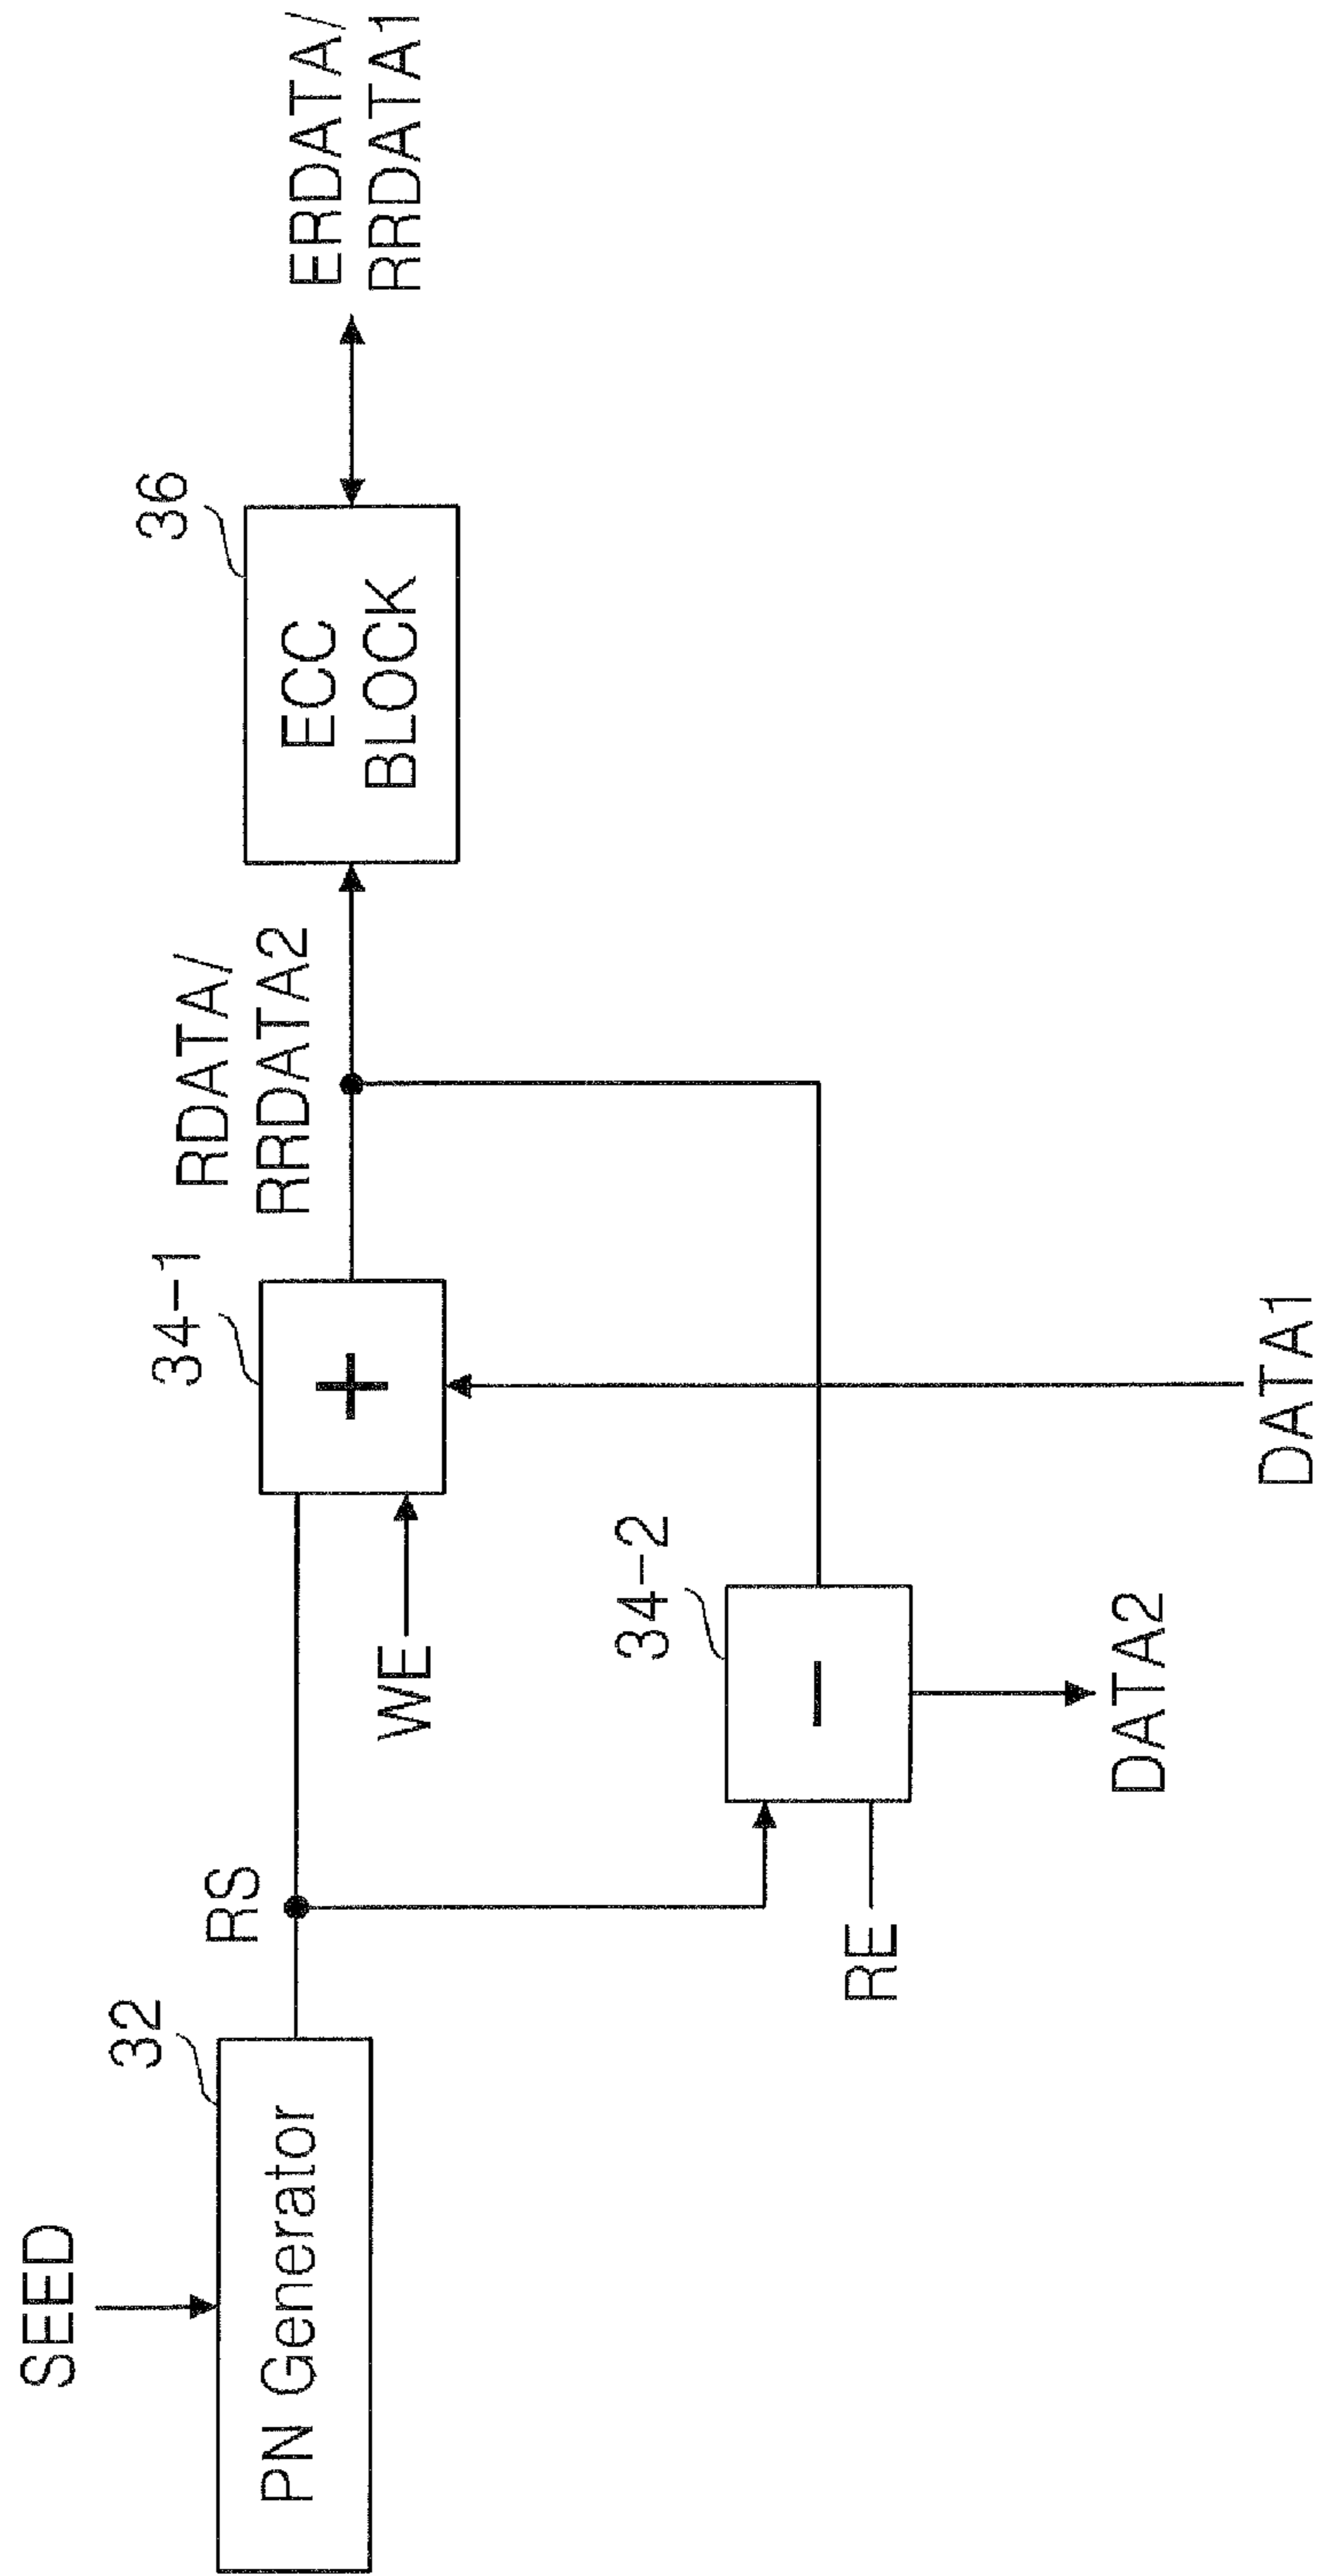 SEED
32
PN Generator
RS
WE
34-1
+
RE
34-2
−
DATA2
DATA1
RDATA/
RRDATA2
36
ECC
BLOCK
ERDATA/
RRDATA1